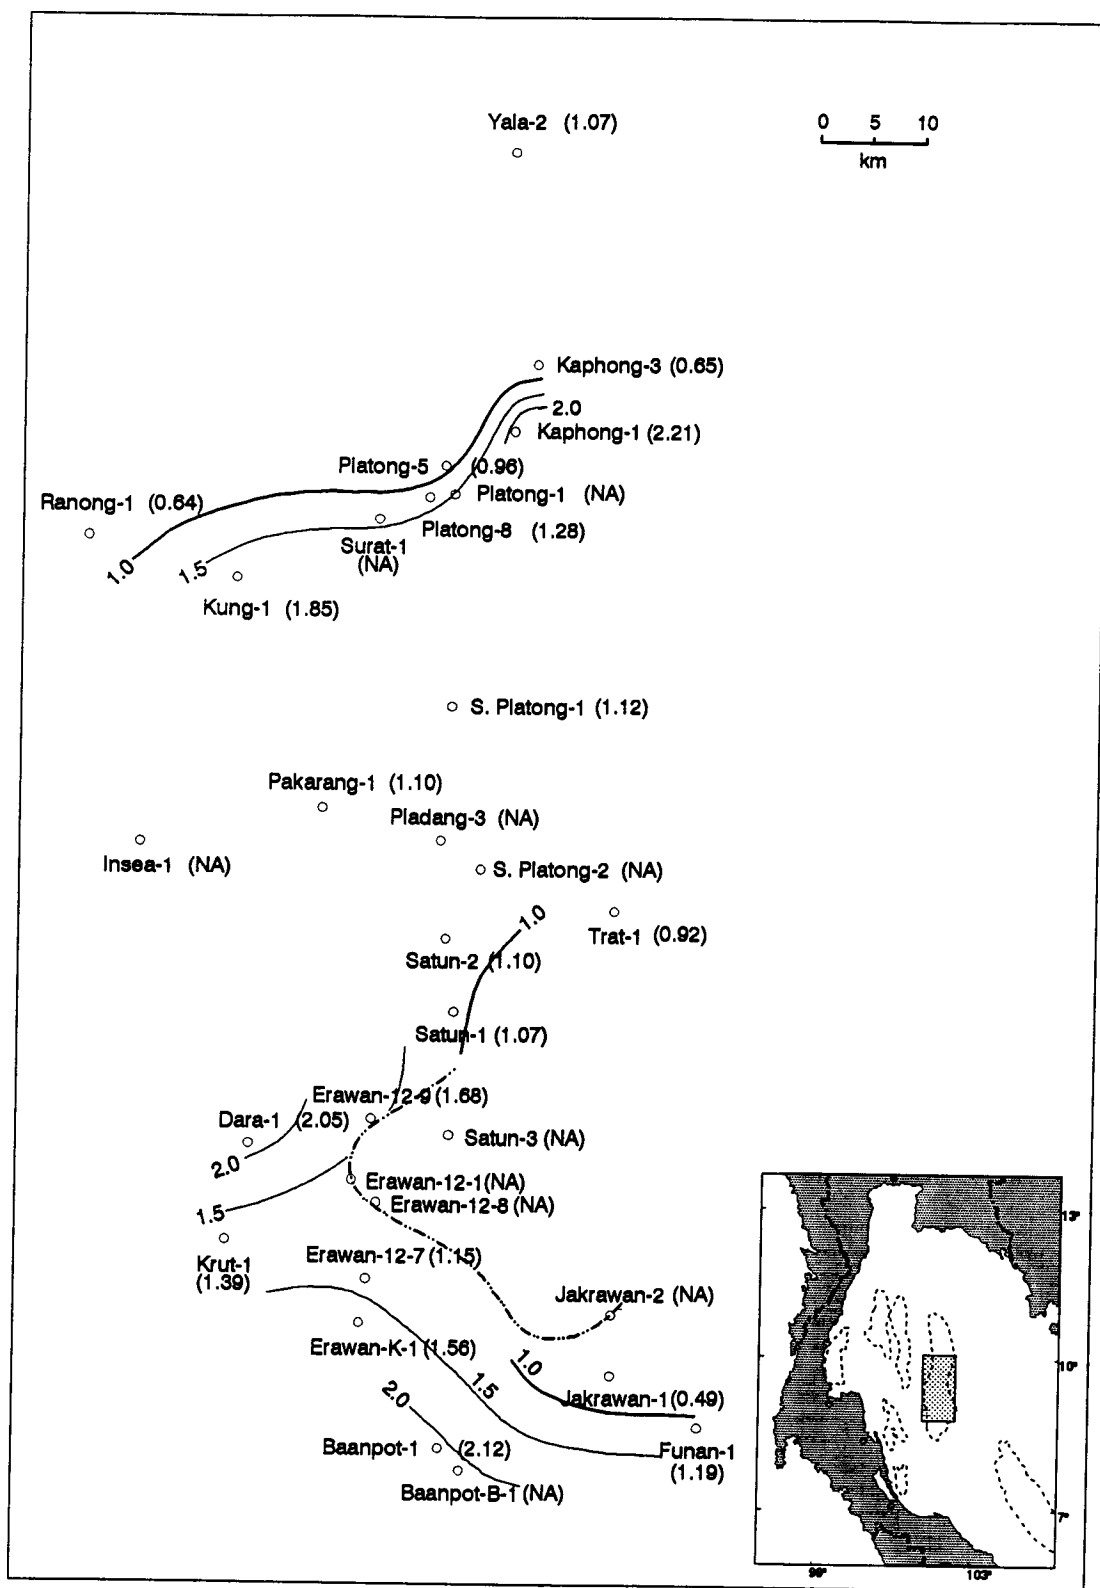 Yala-2 (1.07)
0 5 10
km
Kaphong-3 (0.65)
2.0
Kaphong-1 (2.21)
Platong-5 (0.96)
Ranong-1 (0.64)
Platong-1 (NA)
Platong-8 (1.28)
Surat-1
(NA)
1.0
1.5
Kung-1 (1.85)
S. Platong-1 (1.12)
Pakarang-1 (1.10)
Pladang-3 (NA)
Insea-1 (NA)
S. Platong-2 (NA)
1.0
Trat-1 (0.92)
Satun-2 (1.10)
Satun-1 (1.07)
Erawan-12-9 (1.68)
Dara-1 (2.05)
Satun-3 (NA)
2.0
Erawan-12-1 (NA)
Erawan-12-8 (NA)
1.5
Erawan-12-7 (1.15)
Krut-1
(1.39)
Jakrawan-2 (NA)
Erawan-K-1 (1.56)
1.0
1.5
2.0
Jakrawan-1 (0.49)
Baanpot-1 (2.12)
Funan-1
(1.19)
Baanpot-B-1 (NA)
13°
10°
7°
99° 103°